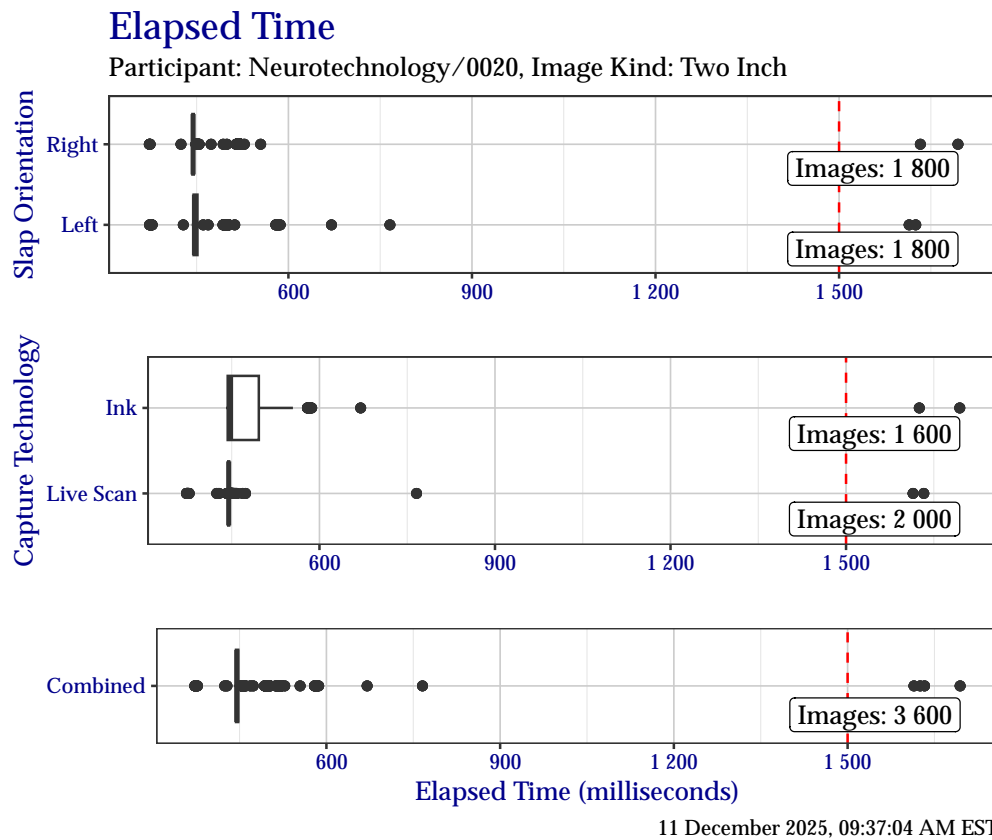 Elapsed Time
Participant: Neurotechnology/0020, Image Kind: Two Inch
Slap Orientation
Right
Images: 1 800
Left
Images: 1 800
600 900 1 200 1 500
Capture Technology
Ink
Images: 1 600
Live Scan
Images: 2 000
600 900 1 200 1 500
Combined
Images: 3 600
600 900 1 200 1 500
Elapsed Time (milliseconds)
11 December 2025, 09:37:04 AM EST